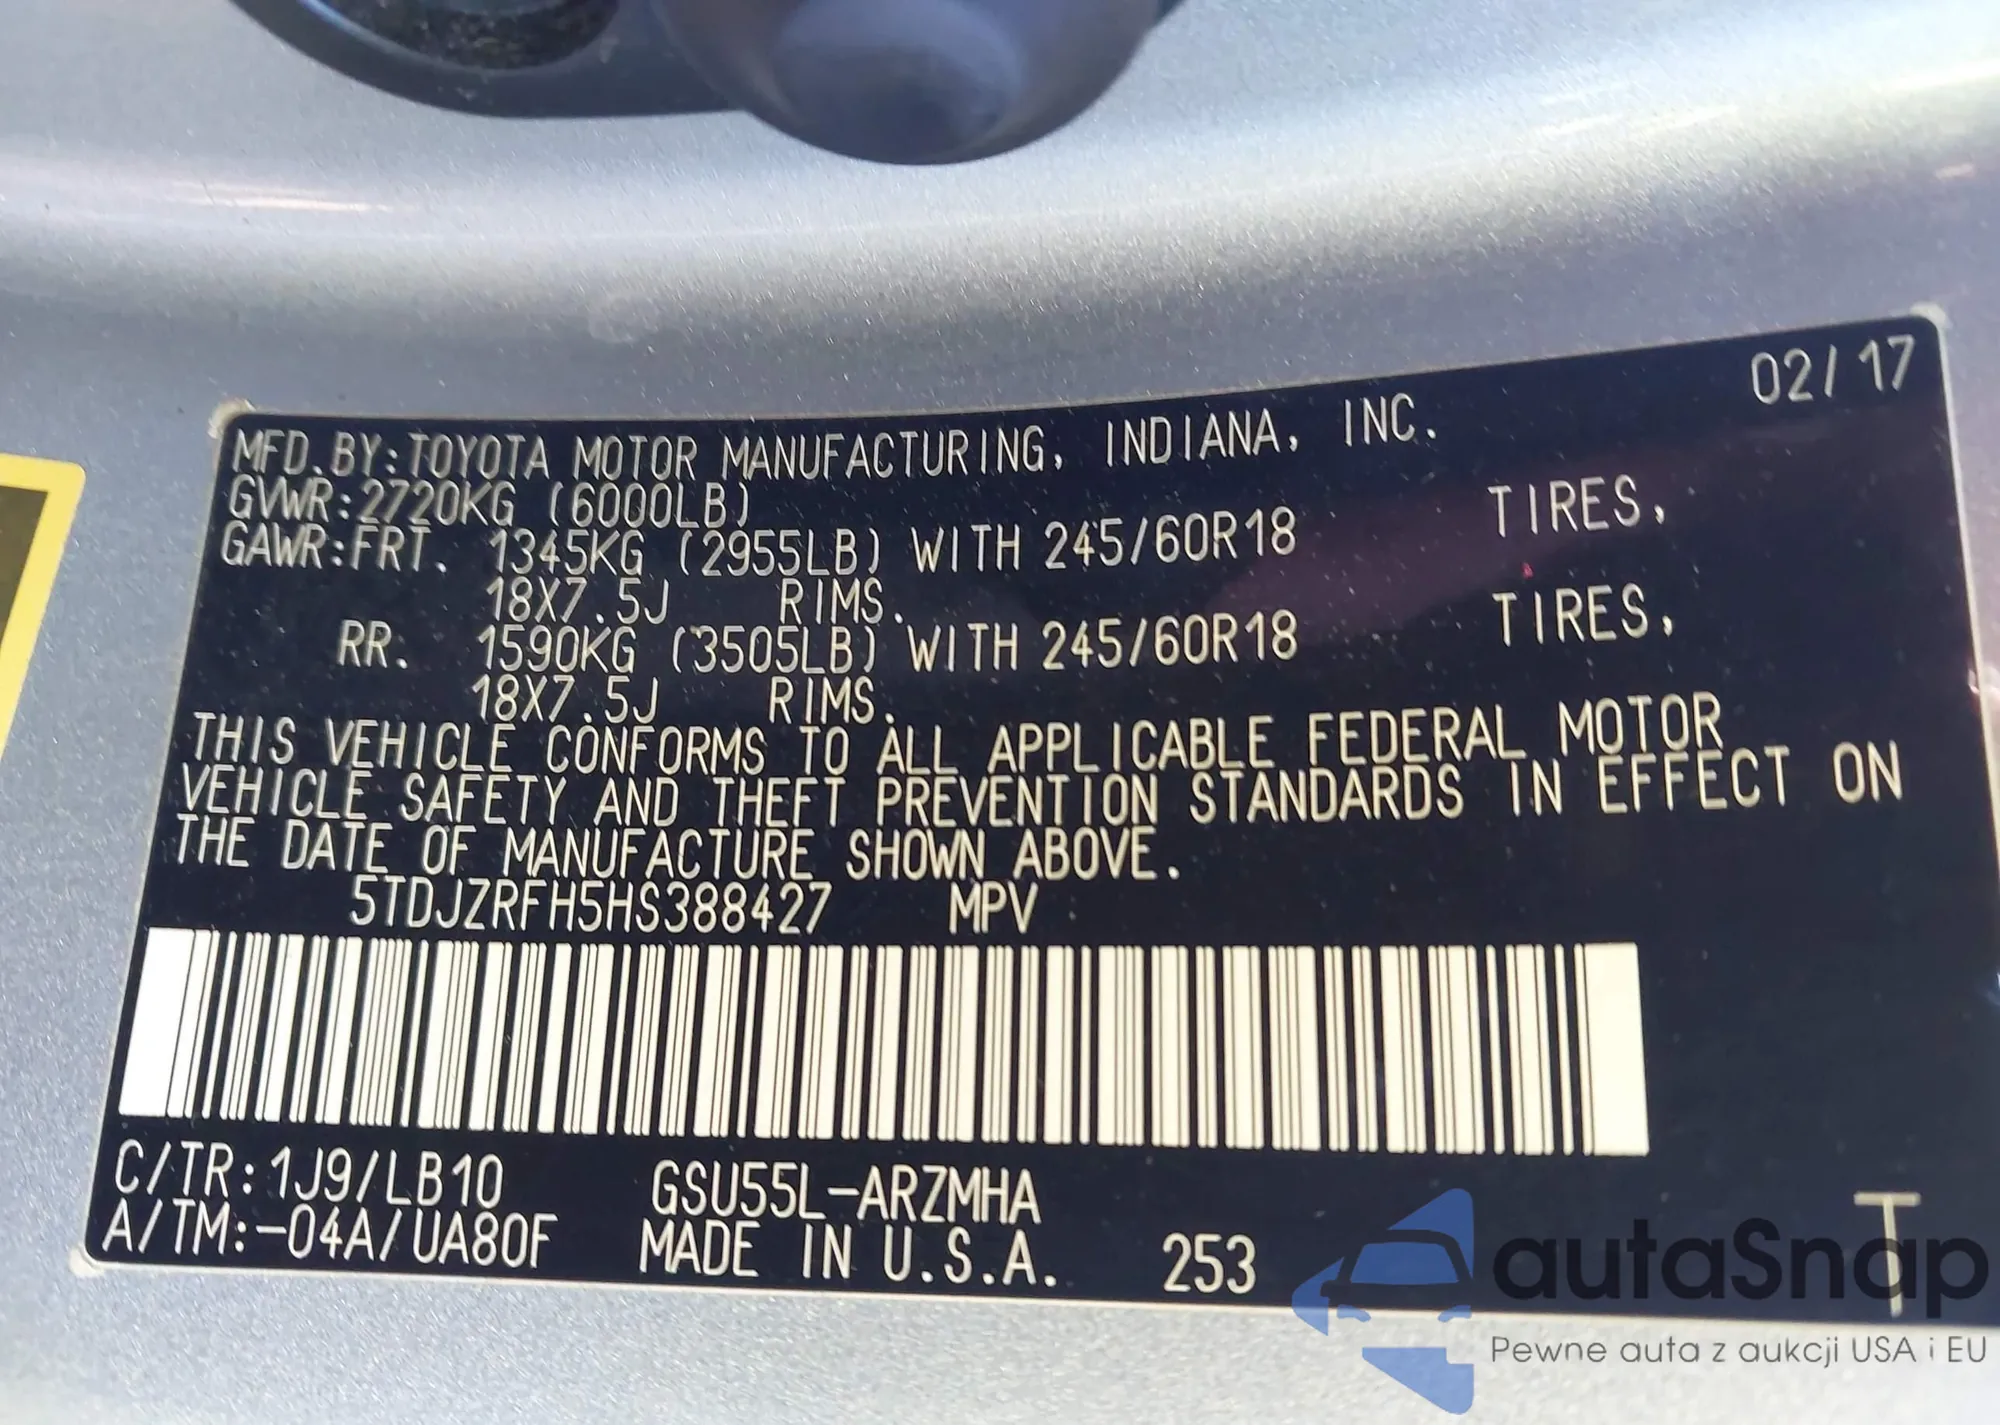 02/17
MFD.BY:TOYOTA MOTOR MANUFACTURING, INDIANA, INC.
GVWR:2720KG (6000LB)
GAWR:FRT. 1345KG (2955LB) WITH 245/60R18 TIRES,
18X7.5J RIMS.
RR. 1590KG (3505LB) WITH 245/60R18 TIRES,
18X7.5J RIMS.
THIS VEHICLE CONFORMS TO ALL APPLICABLE FEDERAL MOTOR
VEHICLE SAFETY AND THEFT PREVENTION STANDARDS IN EFFECT ON
THE DATE OF MANUFACTURE SHOWN ABOVE.
5TDJZRFH5HS388427 MPV
C/TR:1J9/LB10 GSU55L-ARZMHA
A/TM:-04A/UA80F MADE IN U.S.A. 253 T
autaSnap
Pewne auta z aukcji USA i EU